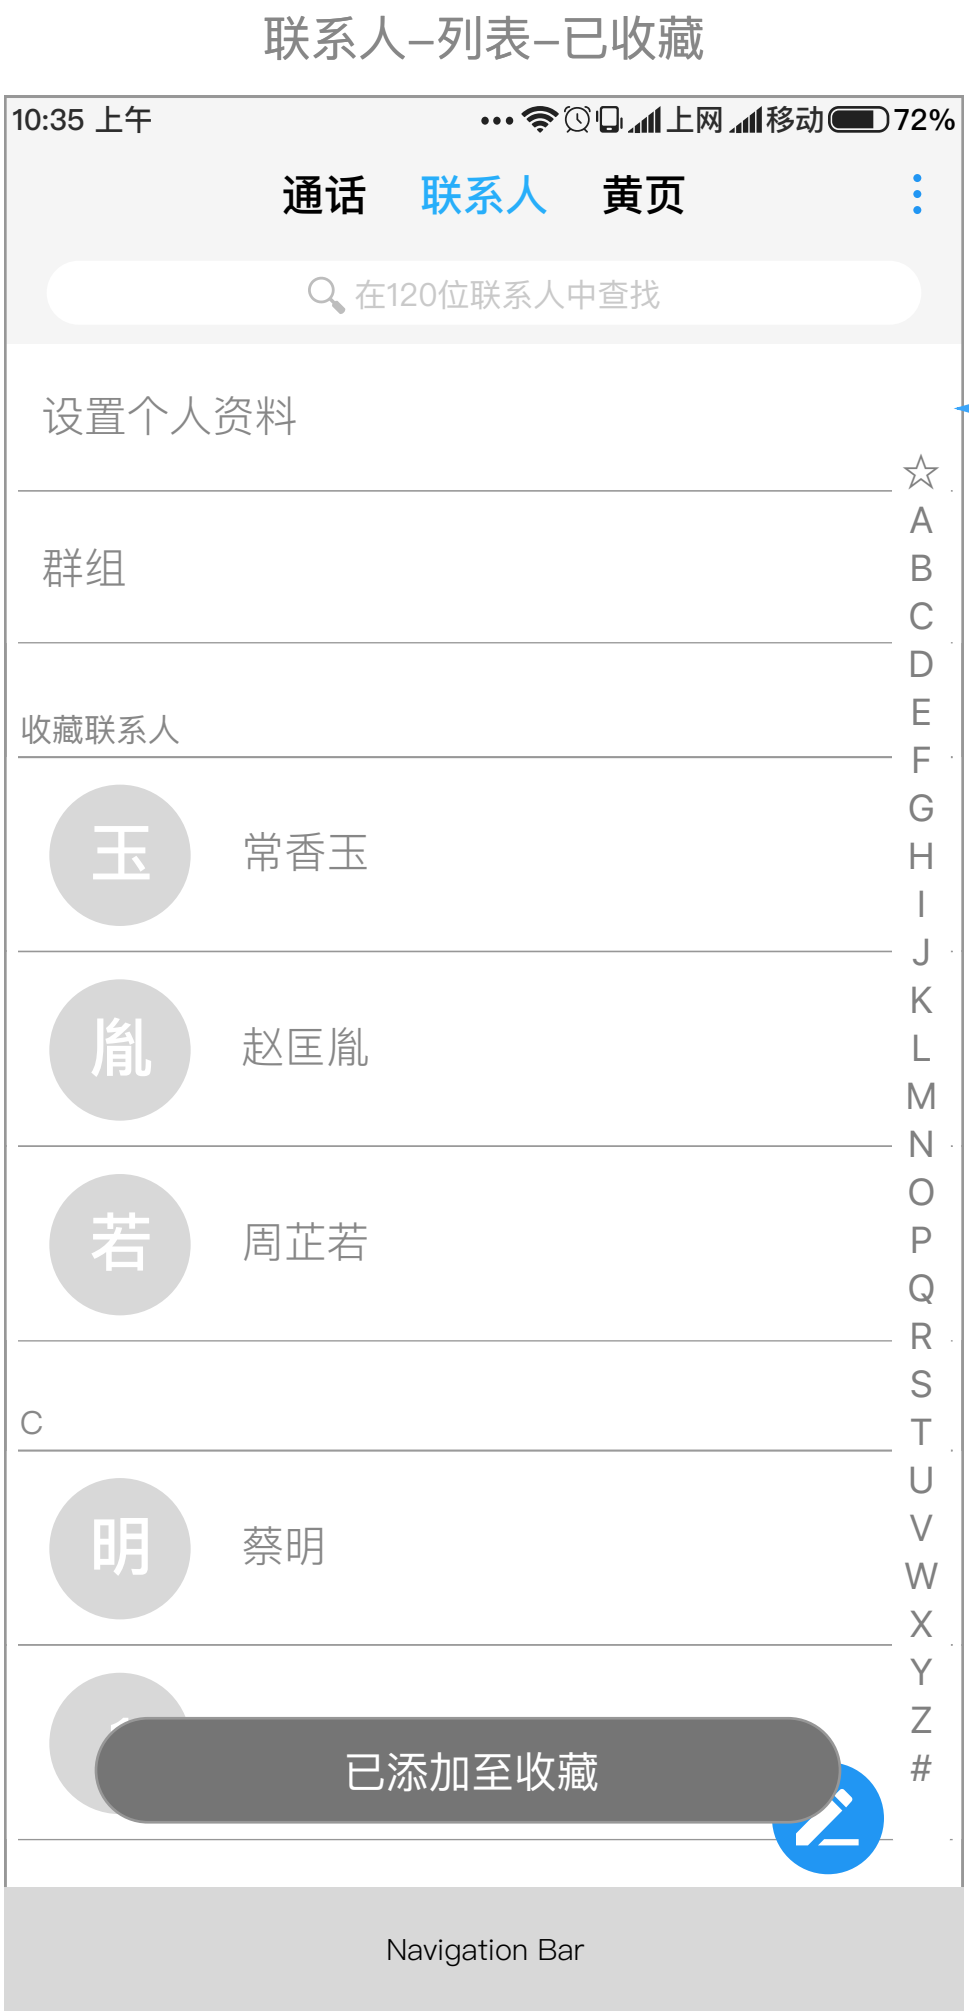 联系人–列表–已收藏
10:35 上午 上网 移动 72%
通话 联系人 黄页
在120位联系人中查找
设置个人资料
☆
A
群组
B
C
D
E
收藏联系人
F
G
玉 常香玉
H
I
J
K
胤 赵匡胤
L
M
N
O
若 周芷若
P
Q
R
S
C
T
U
V
明 蔡明
W
X
Y
Z
已添加至收藏
#
Navigation Bar